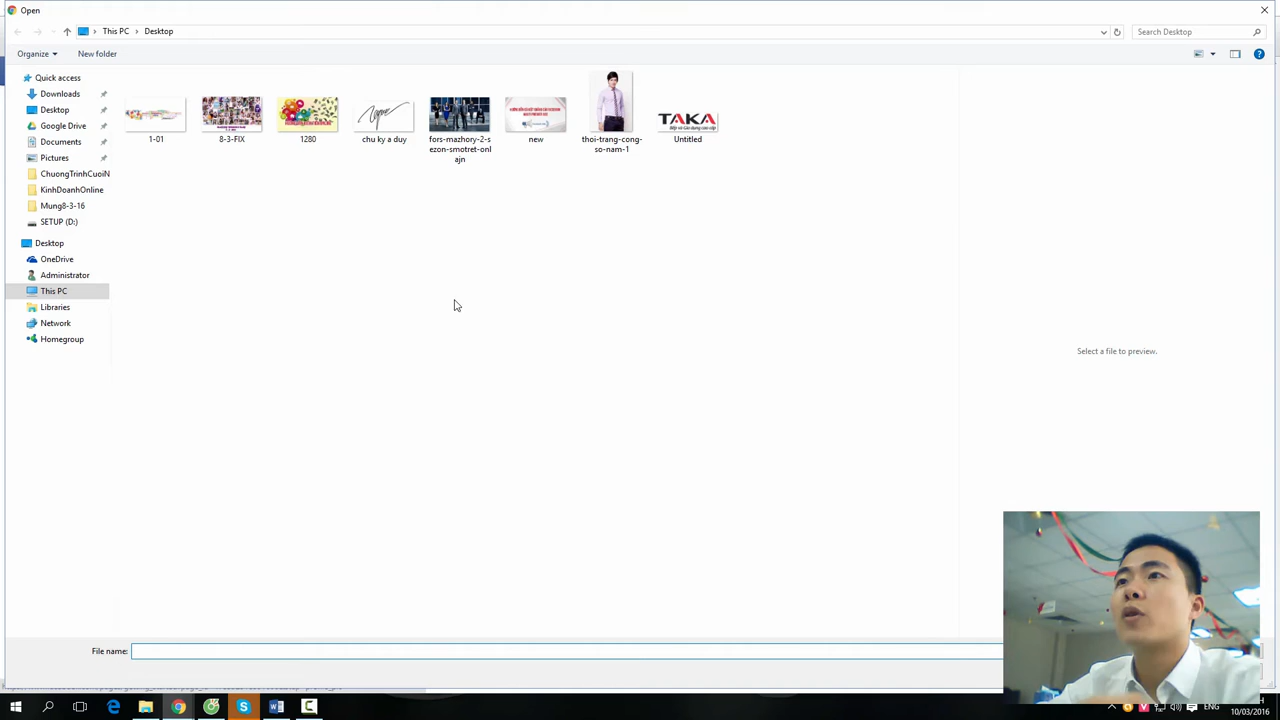 Open
This PC
Desktop
Search Desktop
Organize
New folder
Quick access
Downloads
Desktop
Google Drive
Documents
Pictures
ChuongTrinhCuoiN
KinhDoanhOnline
Mung8-3-16
SETUP (D:)
Desktop
OneDrive
Administrator
This PC
Libraries
Network
Homegroup
1-01
8-3-FIX
1280
chu ky a duy
fors-mazhory-2-s
ezon-smotret-onl
ajn
new
thoi-trang-cong-
so-nam-1
TAKA
Untitled
Select a file to preview.
File name:
ENG
10/03/2016